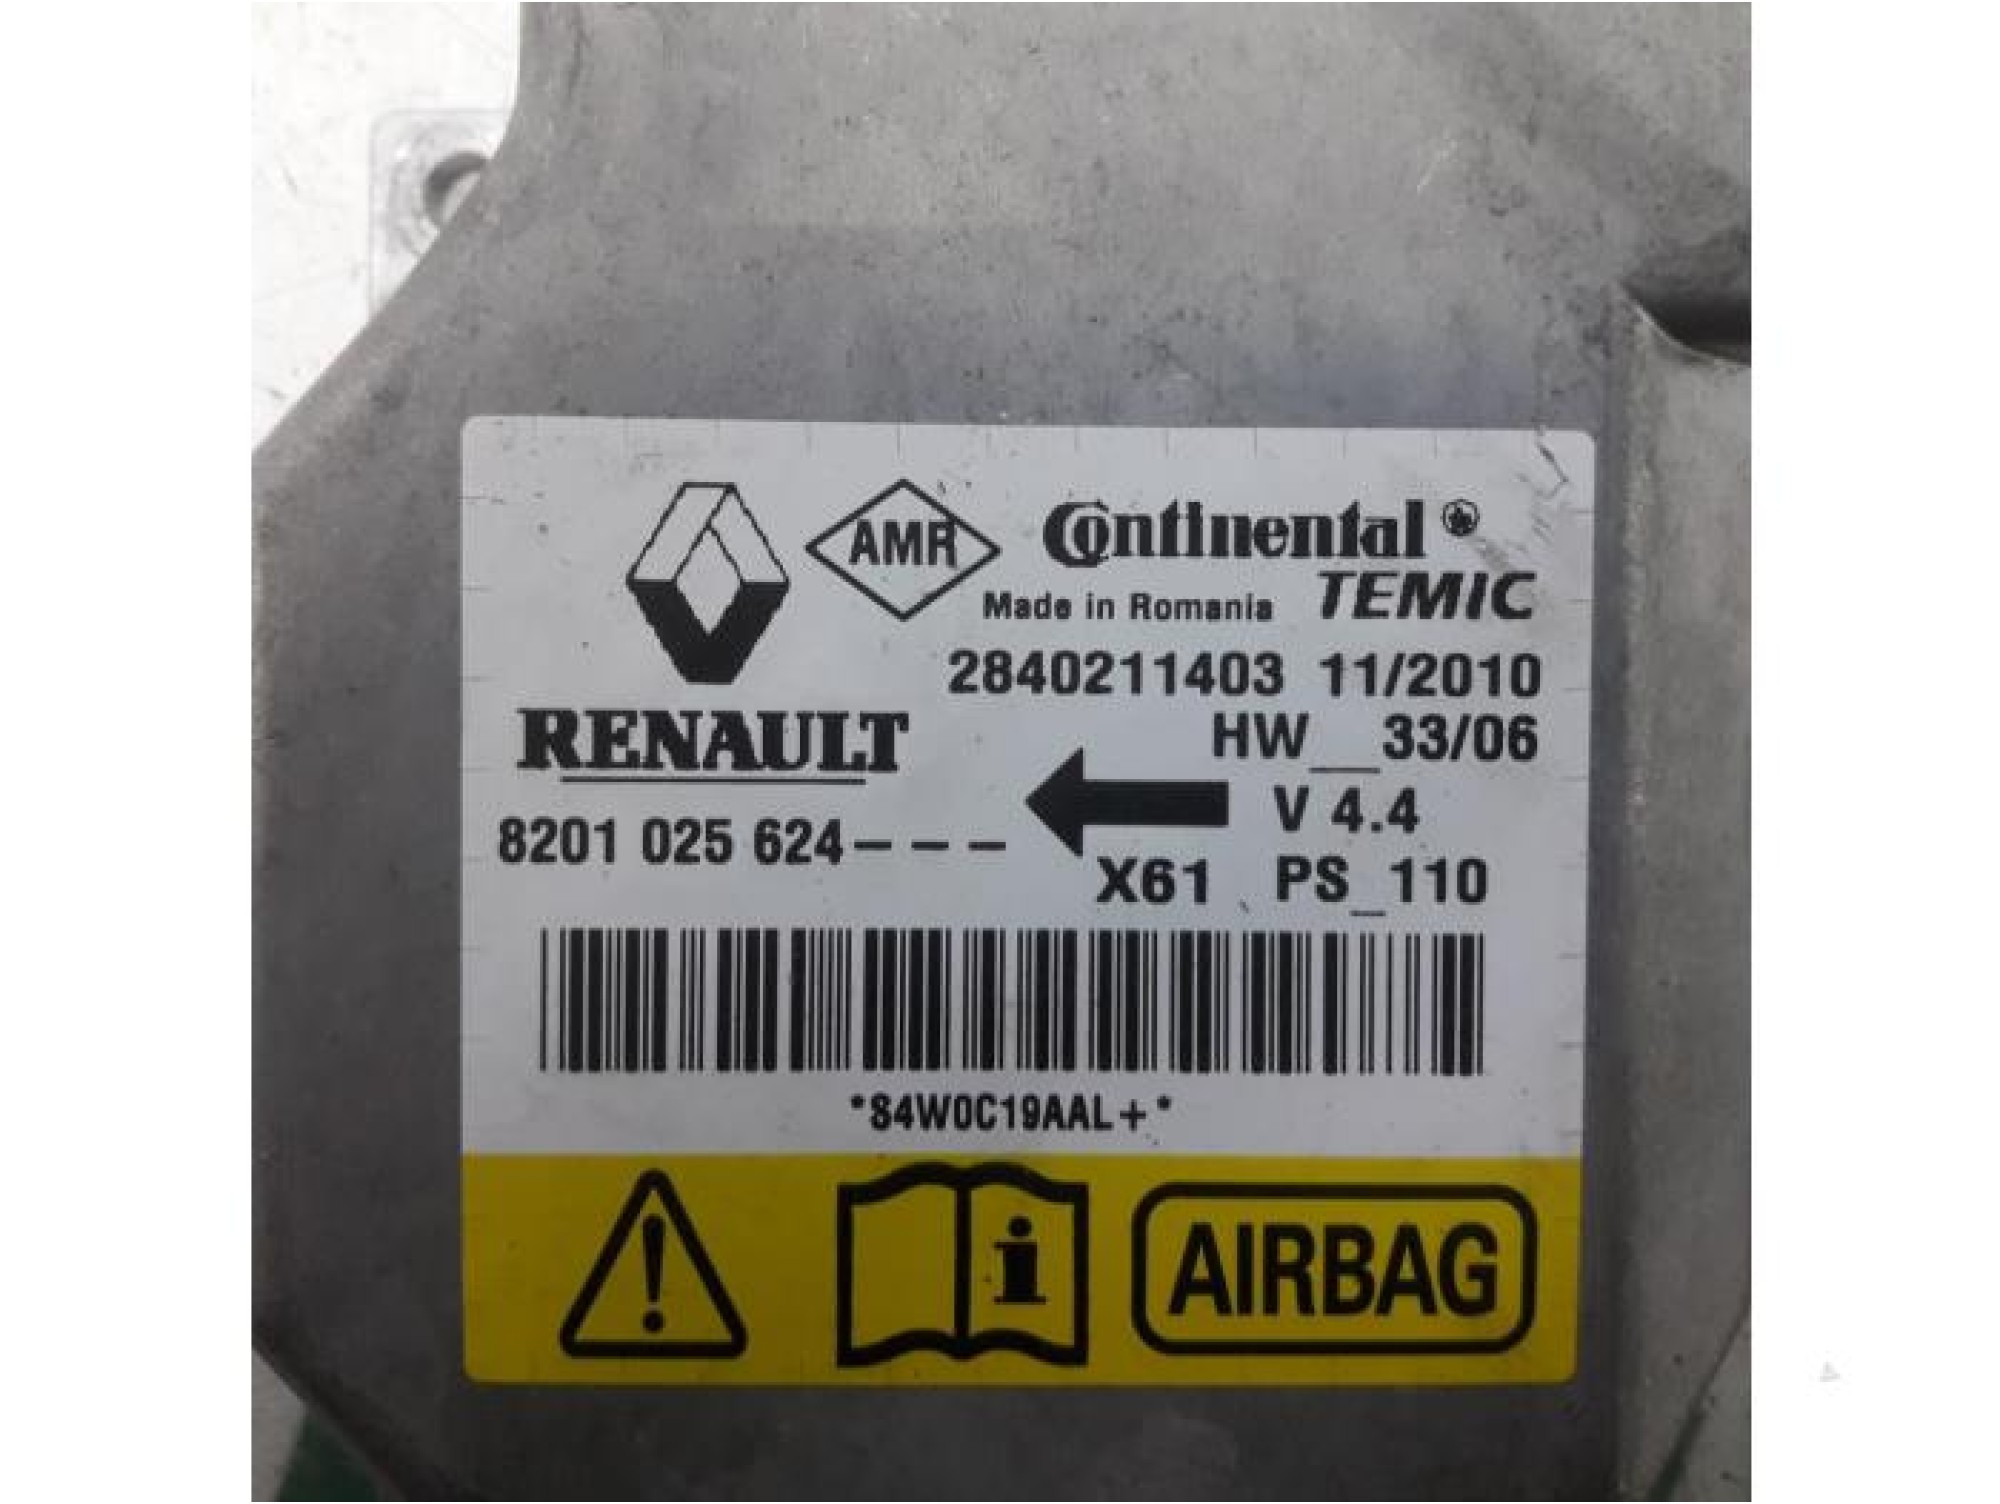 AMR Continental ®
Made in Romania TEMIC
2840211403 11/2010
RENAULT HW__33/06
8201 025 624--- V 4.4
X61 PS_110
*84W0C19AAL+*
AIRBAG